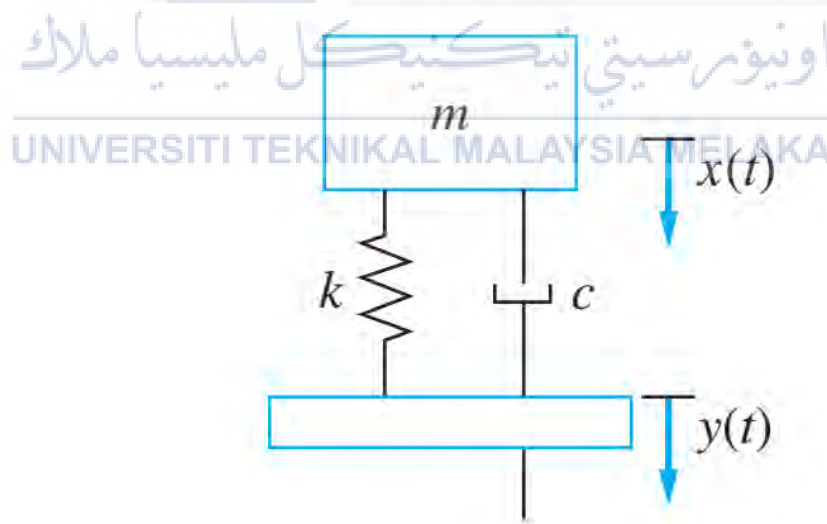 اونيۏرسيتي تيكنيكل مليسيا ملاك
m
UNIVERSITI TEKNIKAL MALAYSIA MELAKA
x(t)
k
c
y(t)